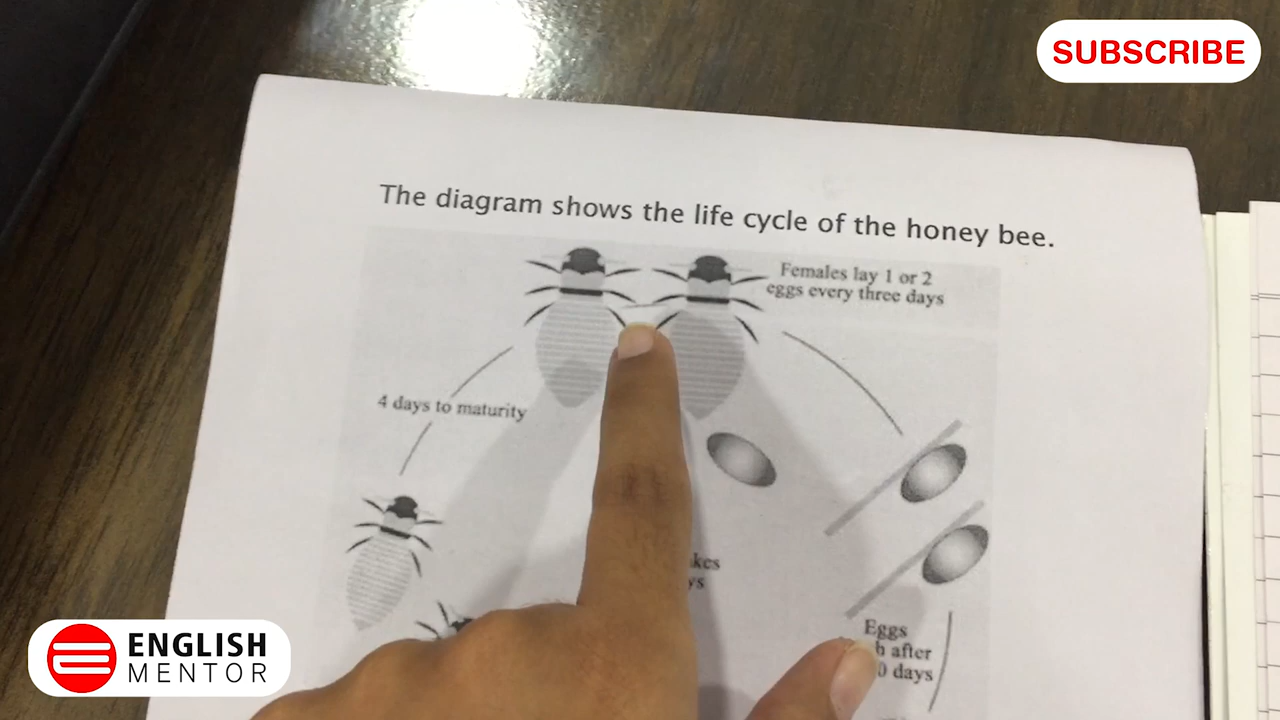 SUBSCRIBE
The diagram shows the life cycle of the honey bee.
Females lay 1 or 2
eggs every three days
4 days to maturity
Eggs
after
days
ENGLISH
MENTOR